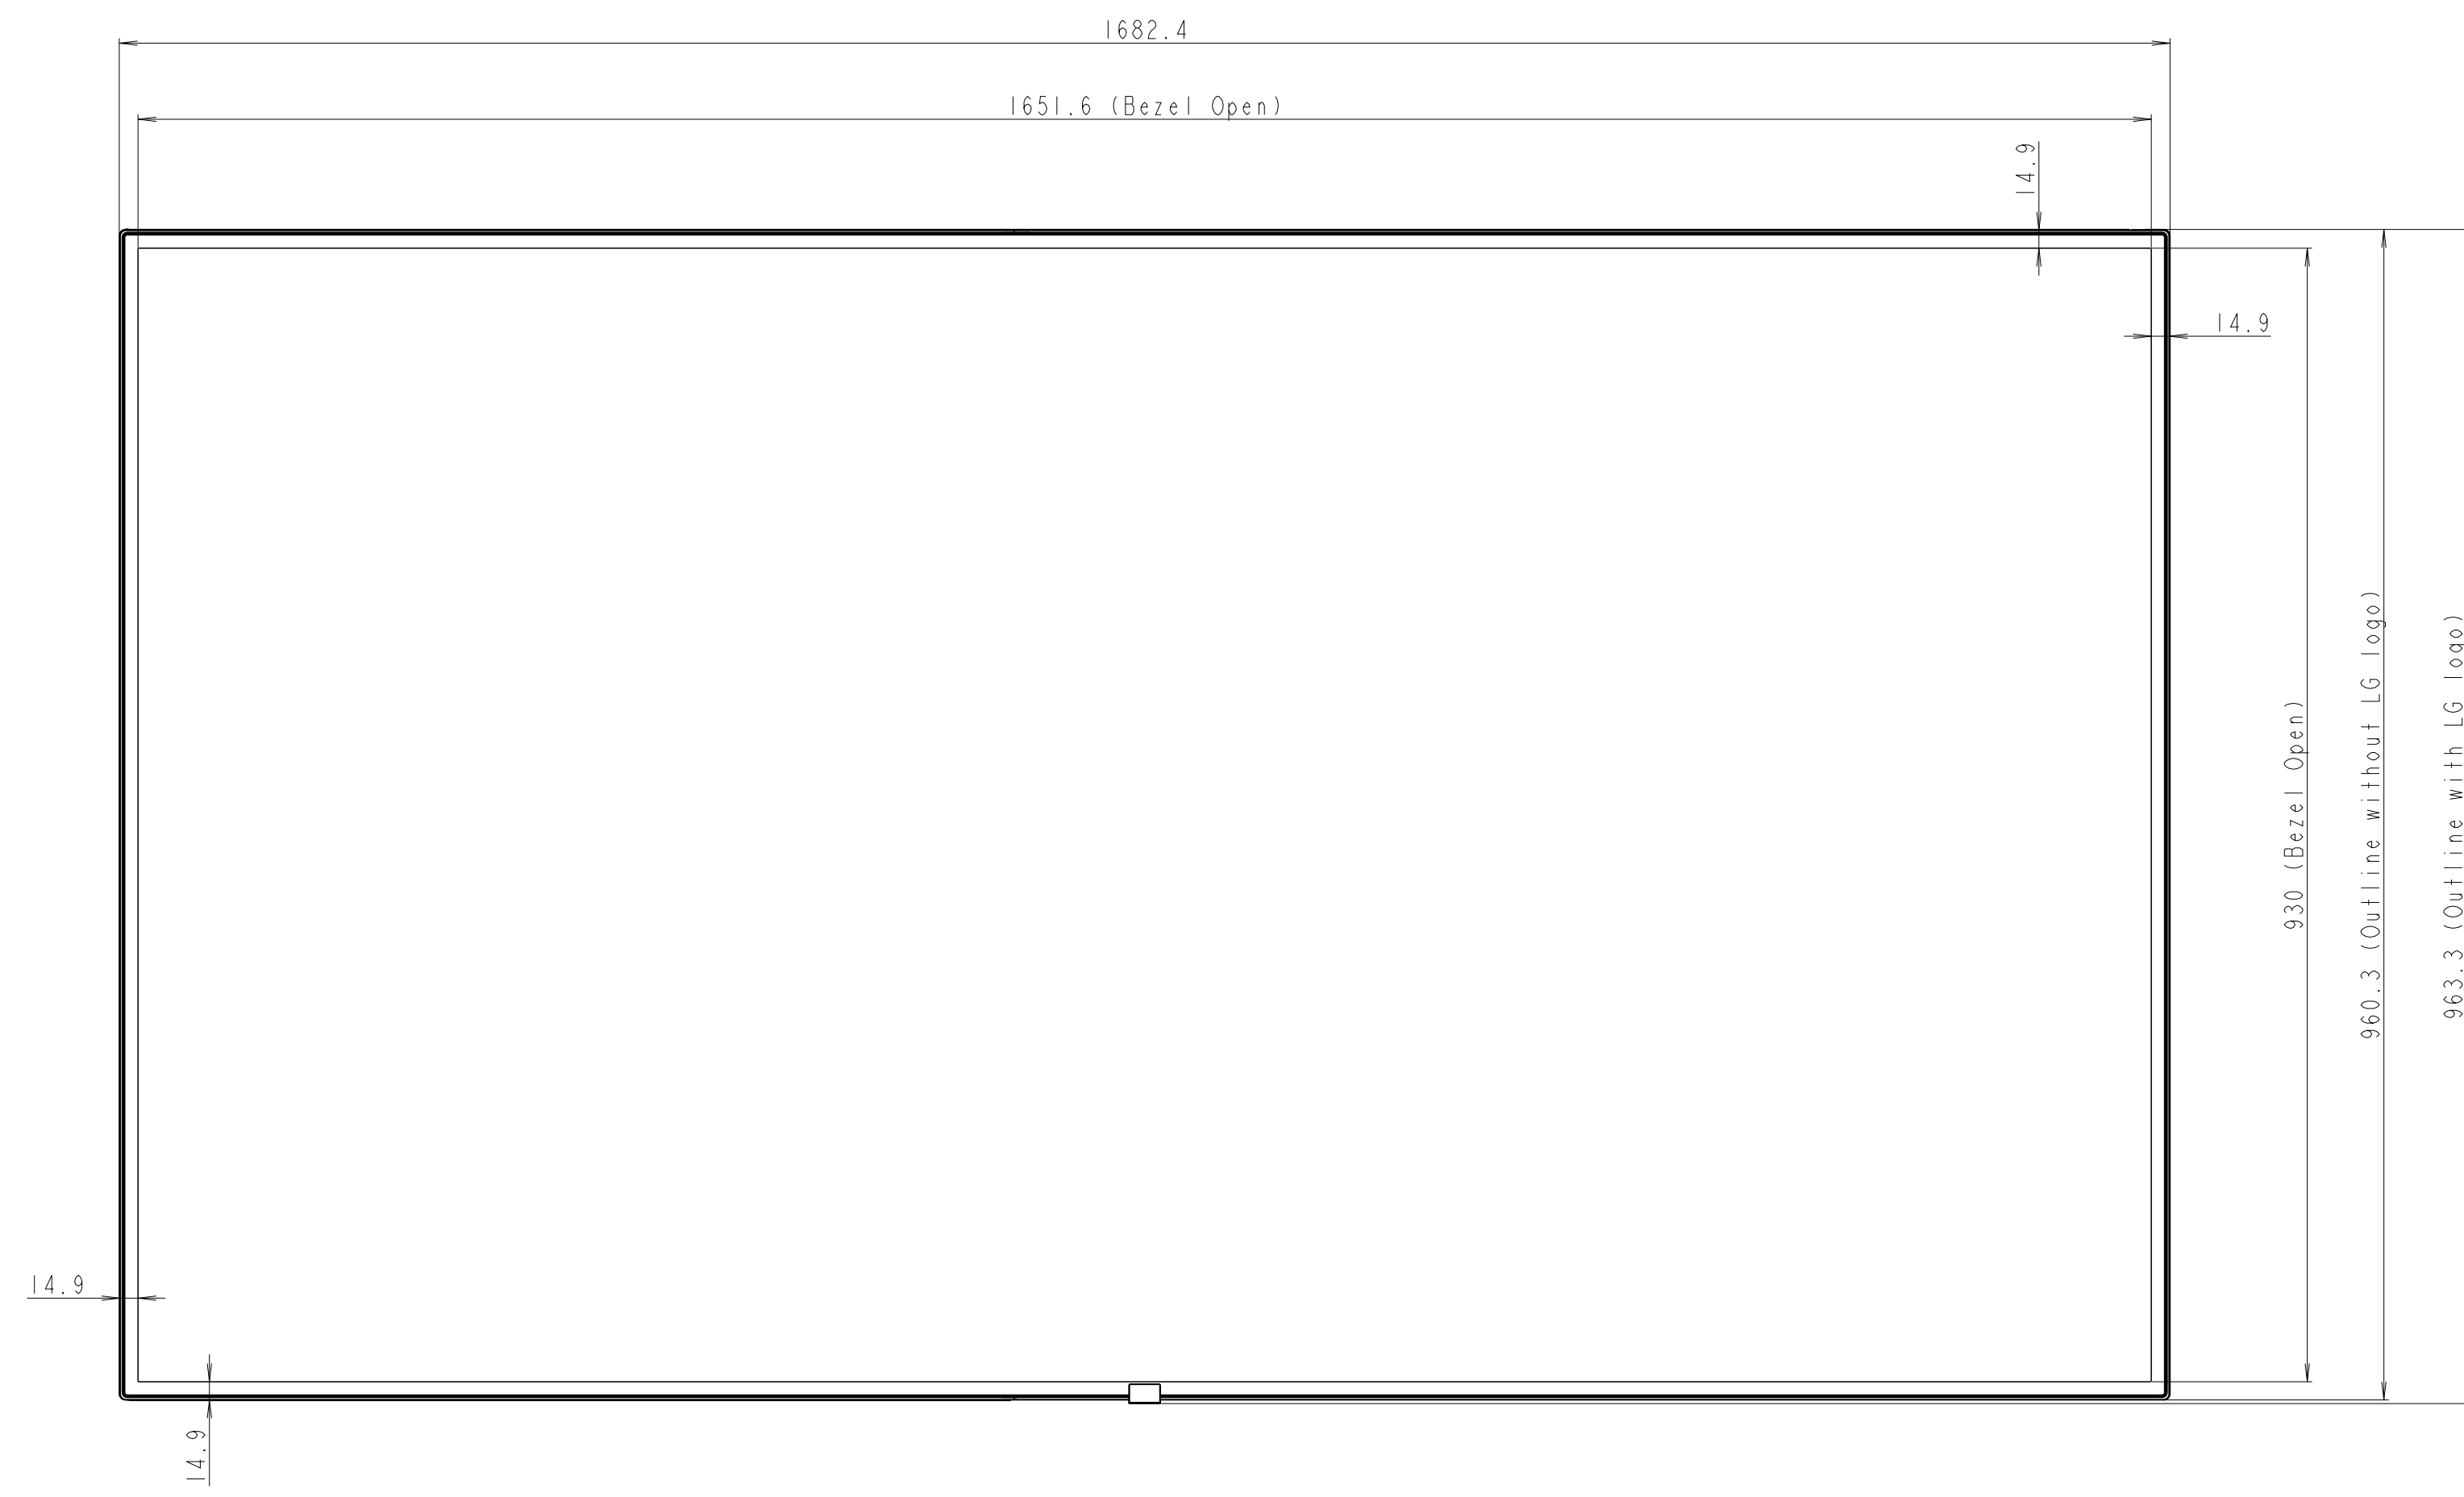 1682.4
1651.6 (Bezel Open)
14.9
14.9
930 (Bezel Open)
960.3 (Outline without LG logo)
963.3 (Outline with LG logo)
14.9
14.9